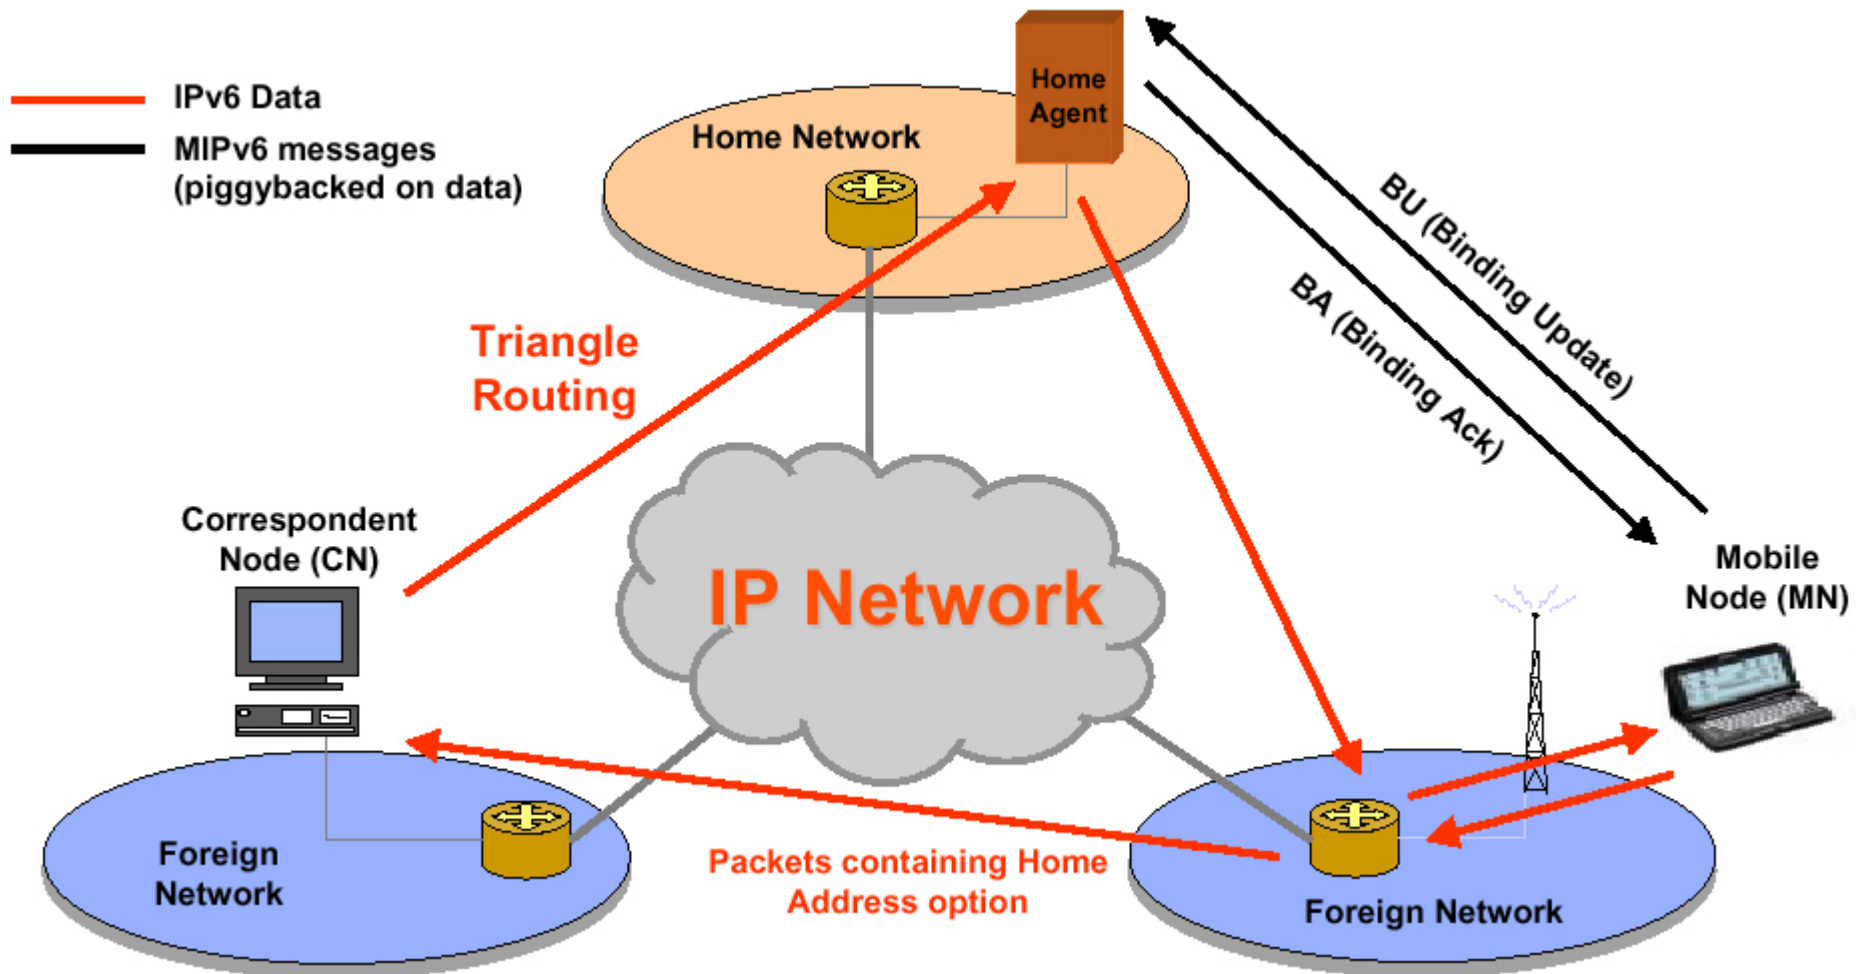 IPv6 Data
MIPv6 messages
(piggybacked on data)
Home
Agent
Home Network
BU (Binding Update)
BA (Binding Ack)
Triangle
Routing
Correspondent
Node (CN)
IP Network
Mobile
Node (MN)
Foreign
Network
Packets containing Home
Address option
Foreign Network